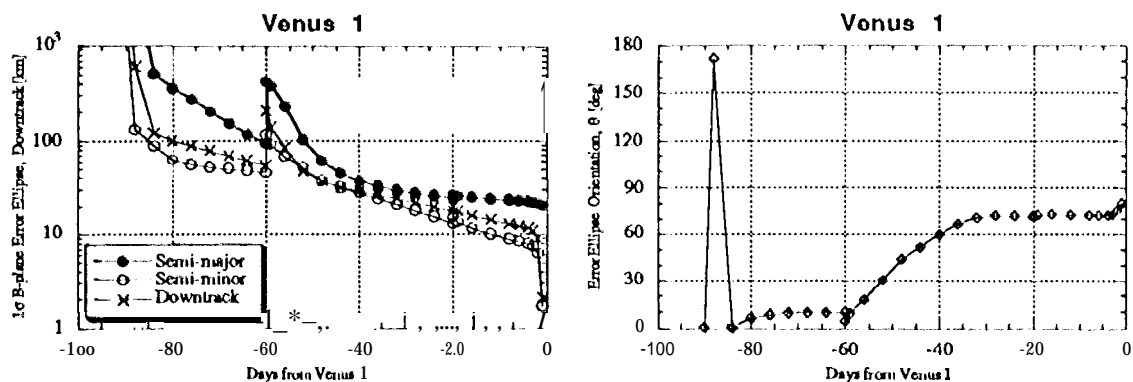 Venus 1
1σ B-plane Error Ellipse, Downtrack [km]
10³
100
10
1
Semi-major
Semi-minor
Downtrack
-100 -80 -60 -40 -2.0 0
Days from Venus 1
Venus 1
Error Ellipse Orientation, θ [deg]
180
150
120
90
60
30
0
-100 -80 -60 -40 -20 0
Days from Venus 1